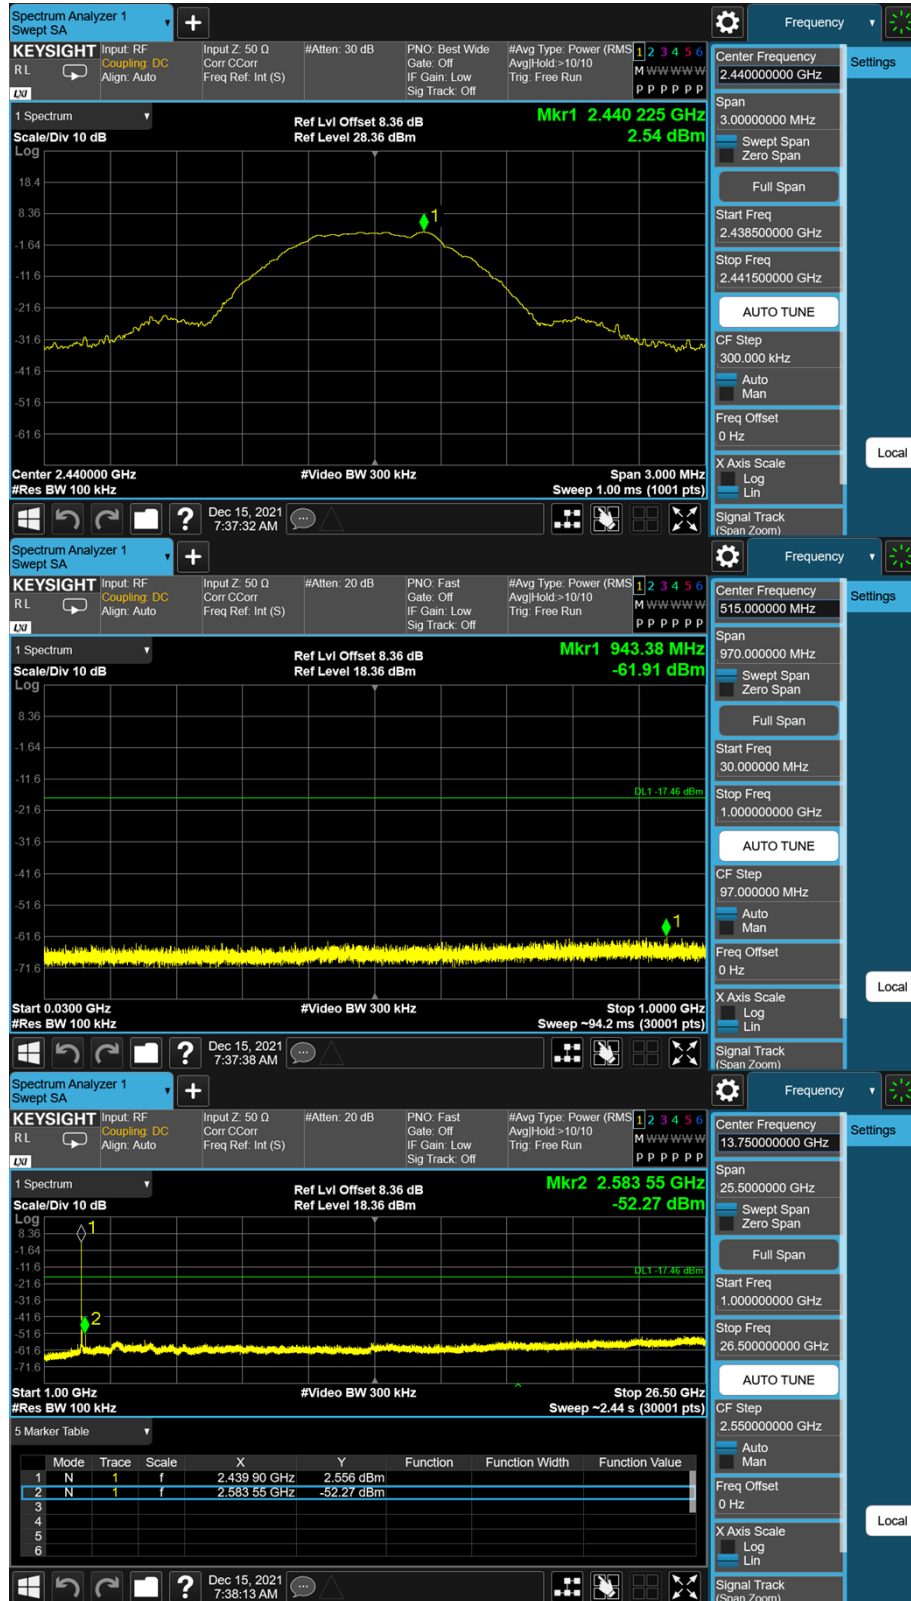 Spectrum Analyzer 1
Swept SA
Frequency
KEYSIGHT
R L
LXI
Input: RF
Coupling: DC
Align: Auto
Input Z: 50 Ω
Corr CCorr
Freq Ref: Int (S)
#Atten: 30 dB
PNO: Best Wide
Gate: Off
IF Gain: Low
Sig Track: Off
#Avg Type: Power (RMS
Avg|Hold:>10/10
Trig: Free Run
1 2 3 4 5 6
M W W W W W
P P P P P P
Center Frequency
2.440000000 GHz
Settings
Span
3.00000000 MHz
Swept Span
Zero Span
Full Span
Start Freq
2.438500000 GHz
Stop Freq
2.441500000 GHz
AUTO TUNE
CF Step
300.000 kHz
Auto
Man
Freq Offset
0 Hz
X Axis Scale
Log
Lin
Signal Track
(Span Zoom)
Local
1 Spectrum
Scale/Div 10 dB
Log
Ref Lvl Offset 8.36 dB
Ref Level 28.36 dBm
Mkr1 2.440 225 GHz
2.54 dBm
18.4
8.36
-1.64
-11.6
-21.6
-31.6
-41.6
-51.6
-61.6
1
Center 2.440000 GHz
#Res BW 100 kHz
#Video BW 300 kHz
Span 3.000 MHz
Sweep 1.00 ms (1001 pts)
Dec 15, 2021
7:37:32 AM
Spectrum Analyzer 1
Swept SA
Frequency
KEYSIGHT
R L
LXI
Input: RF
Coupling: DC
Align: Auto
Input Z: 50 Ω
Corr CCorr
Freq Ref: Int (S)
#Atten: 20 dB
PNO: Fast
Gate: Off
IF Gain: Low
Sig Track: Off
#Avg Type: Power (RMS
Avg|Hold:>10/10
Trig: Free Run
1 2 3 4 5 6
M W W W W W
P P P P P P
Center Frequency
515.000000 MHz
Settings
Span
970.000000 MHz
Swept Span
Zero Span
Full Span
Start Freq
30.000000 MHz
Stop Freq
1.000000000 GHz
AUTO TUNE
CF Step
97.000000 MHz
Auto
Man
Freq Offset
0 Hz
X Axis Scale
Log
Lin
Signal Track
(Span Zoom)
Local
1 Spectrum
Scale/Div 10 dB
Log
Ref Lvl Offset 8.36 dB
Ref Level 18.36 dBm
Mkr1 943.38 MHz
-61.91 dBm
8.36
-1.64
-11.6
-21.6
-31.6
-41.6
-51.6
-61.6
-71.6
DL1 -17.46 dBm
1
Start 0.0300 GHz
#Res BW 100 kHz
#Video BW 300 kHz
Stop 1.0000 GHz
Sweep ~94.2 ms (30001 pts)
Dec 15, 2021
7:37:38 AM
Spectrum Analyzer 1
Swept SA
Frequency
KEYSIGHT
R L
LXI
Input: RF
Coupling: DC
Align: Auto
Input Z: 50 Ω
Corr CCorr
Freq Ref: Int (S)
#Atten: 20 dB
PNO: Fast
Gate: Off
IF Gain: Low
Sig Track: Off
#Avg Type: Power (RMS
Avg|Hold:>10/10
Trig: Free Run
1 2 3 4 5 6
M W W W W W
P P P P P P
Center Frequency
13.750000000 GHz
Settings
Span
25.5000000 GHz
Swept Span
Zero Span
Full Span
Start Freq
1.000000000 GHz
Stop Freq
26.500000000 GHz
AUTO TUNE
CF Step
2.550000000 GHz
Auto
Man
Freq Offset
0 Hz
X Axis Scale
Log
Lin
Signal Track
(Span Zoom)
Local
1 Spectrum
Scale/Div 10 dB
Log
Ref Lvl Offset 8.36 dB
Ref Level 18.36 dBm
Mkr2 2.583 55 GHz
-52.27 dBm
8.36
-1.64
-11.6
-21.6
-31.6
-41.6
-51.6
-61.6
-71.6
DL1 -17.46 dBm
1
2
Start 1.00 GHz
#Res BW 100 kHz
#Video BW 300 kHz
Stop 26.50 GHz
Sweep ~2.44 s (30001 pts)
5 Marker Table
Mode Trace Scale X Y Function Function Width Function Value
1 N 1 f 2.439 90 GHz 2.556 dBm
2 N 1 f 2.583 55 GHz -52.27 dBm
3
4
5
6
Dec 15, 2021
7:38:13 AM